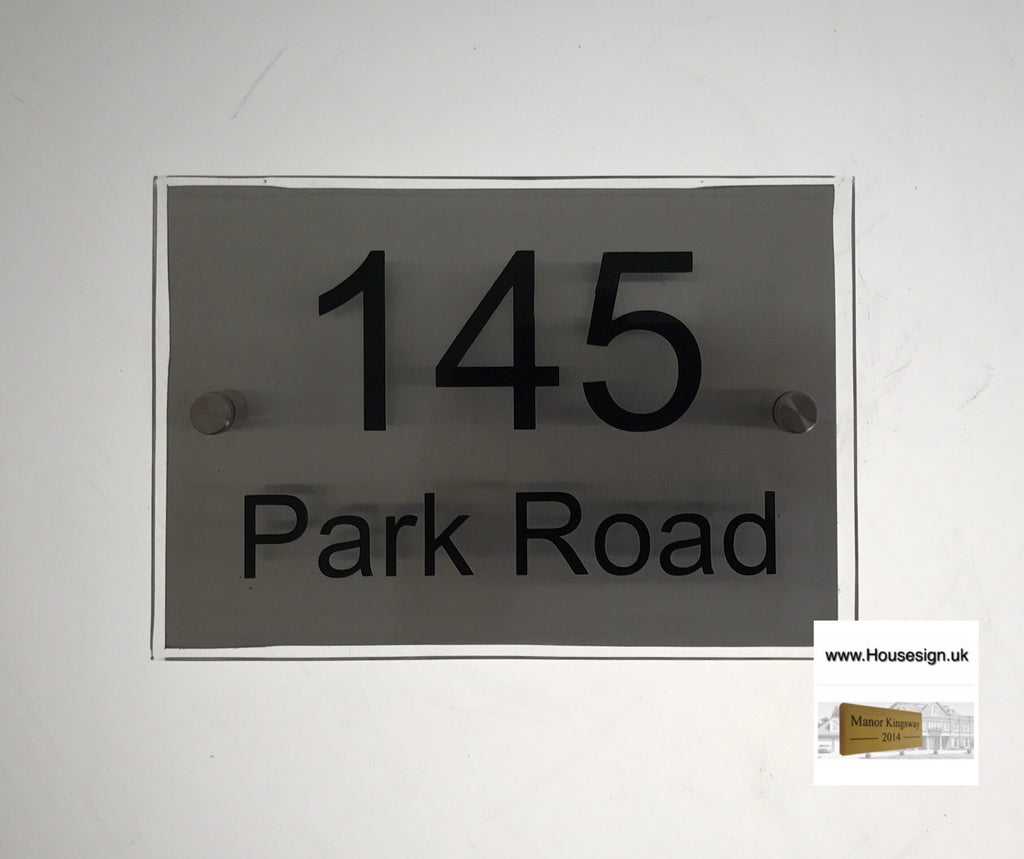 145
Park Road
www.Housesign.uk
Manor Kingsway
2014